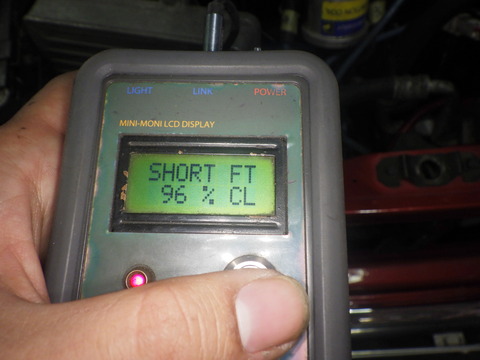 LIGHT LINK POWER
MINI-MONI LCD DISPLAY
SHORT FT
96 % CL